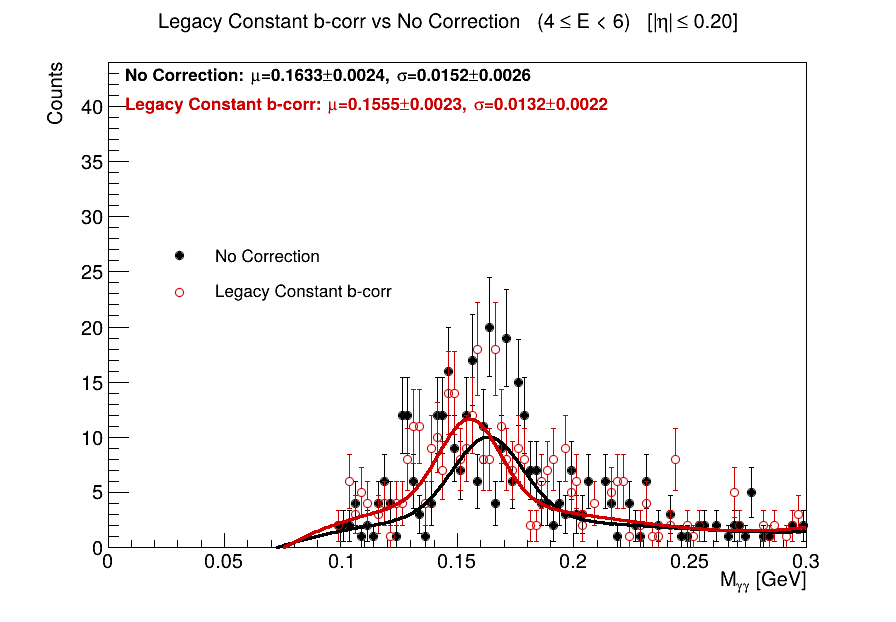 Legacy Constant b-corr vs No Correction (4 ≤ E < 6) [|η| ≤ 0.20]
Counts
No Correction: μ=0.1633±0.0024, σ=0.0152±0.0026
Legacy Constant b-corr: μ=0.1555±0.0023, σ=0.0132±0.0022
40
35
30
25
20
15
10
5
0
No Correction
Legacy Constant b-corr
0 0.05 0.1 0.15 0.2 0.25 0.3
Mγγ [GeV]